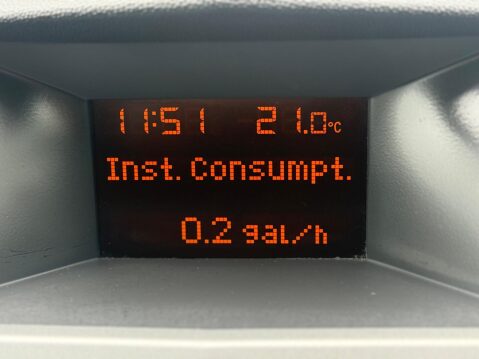 11:51 21.0°C
Inst. Consumpt.
0.2 gal/h